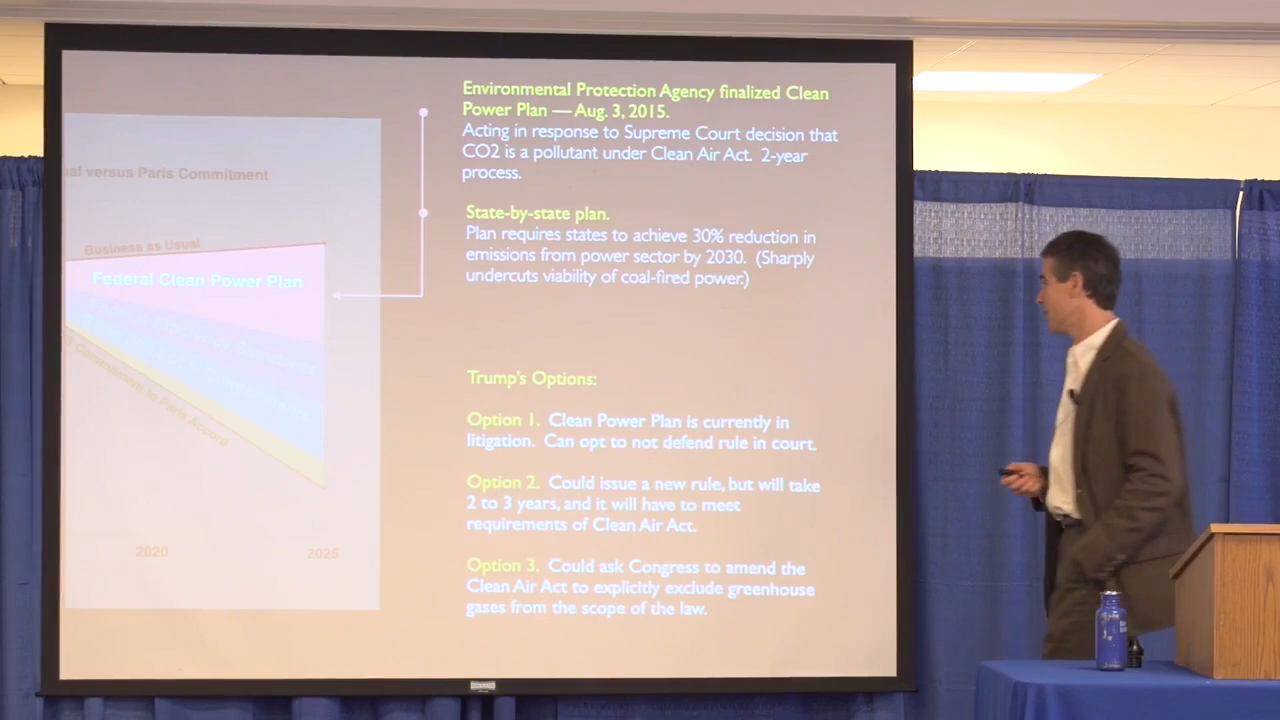 Environmental Protection Agency finalized Clean
Power Plan — Aug. 3, 2015.
Acting in response to Supreme Court decision that
CO2 is a pollutant under Clean Air Act. 2-year
process.
State-by-state plan.
Plan requires states to achieve 30% reduction in
emissions from power sector by 2030. (Sharply
undercuts viability of coal-fired power.)
Trump's Options:
Option 1. Clean Power Plan is currently in
litigation. Can opt to not defend rule in court.
Option 2. Could issue a new rule, but will take
2 to 3 years, and it will have to meet
requirements of Clean Air Act.
Option 3. Could ask Congress to amend the
Clean Air Act to explicitly exclude greenhouse
gases from the scope of the law.
versus Paris Commitment
Business as Usual
Federal Clean Power Plan
Commitment to Paris Accord
2020
2025